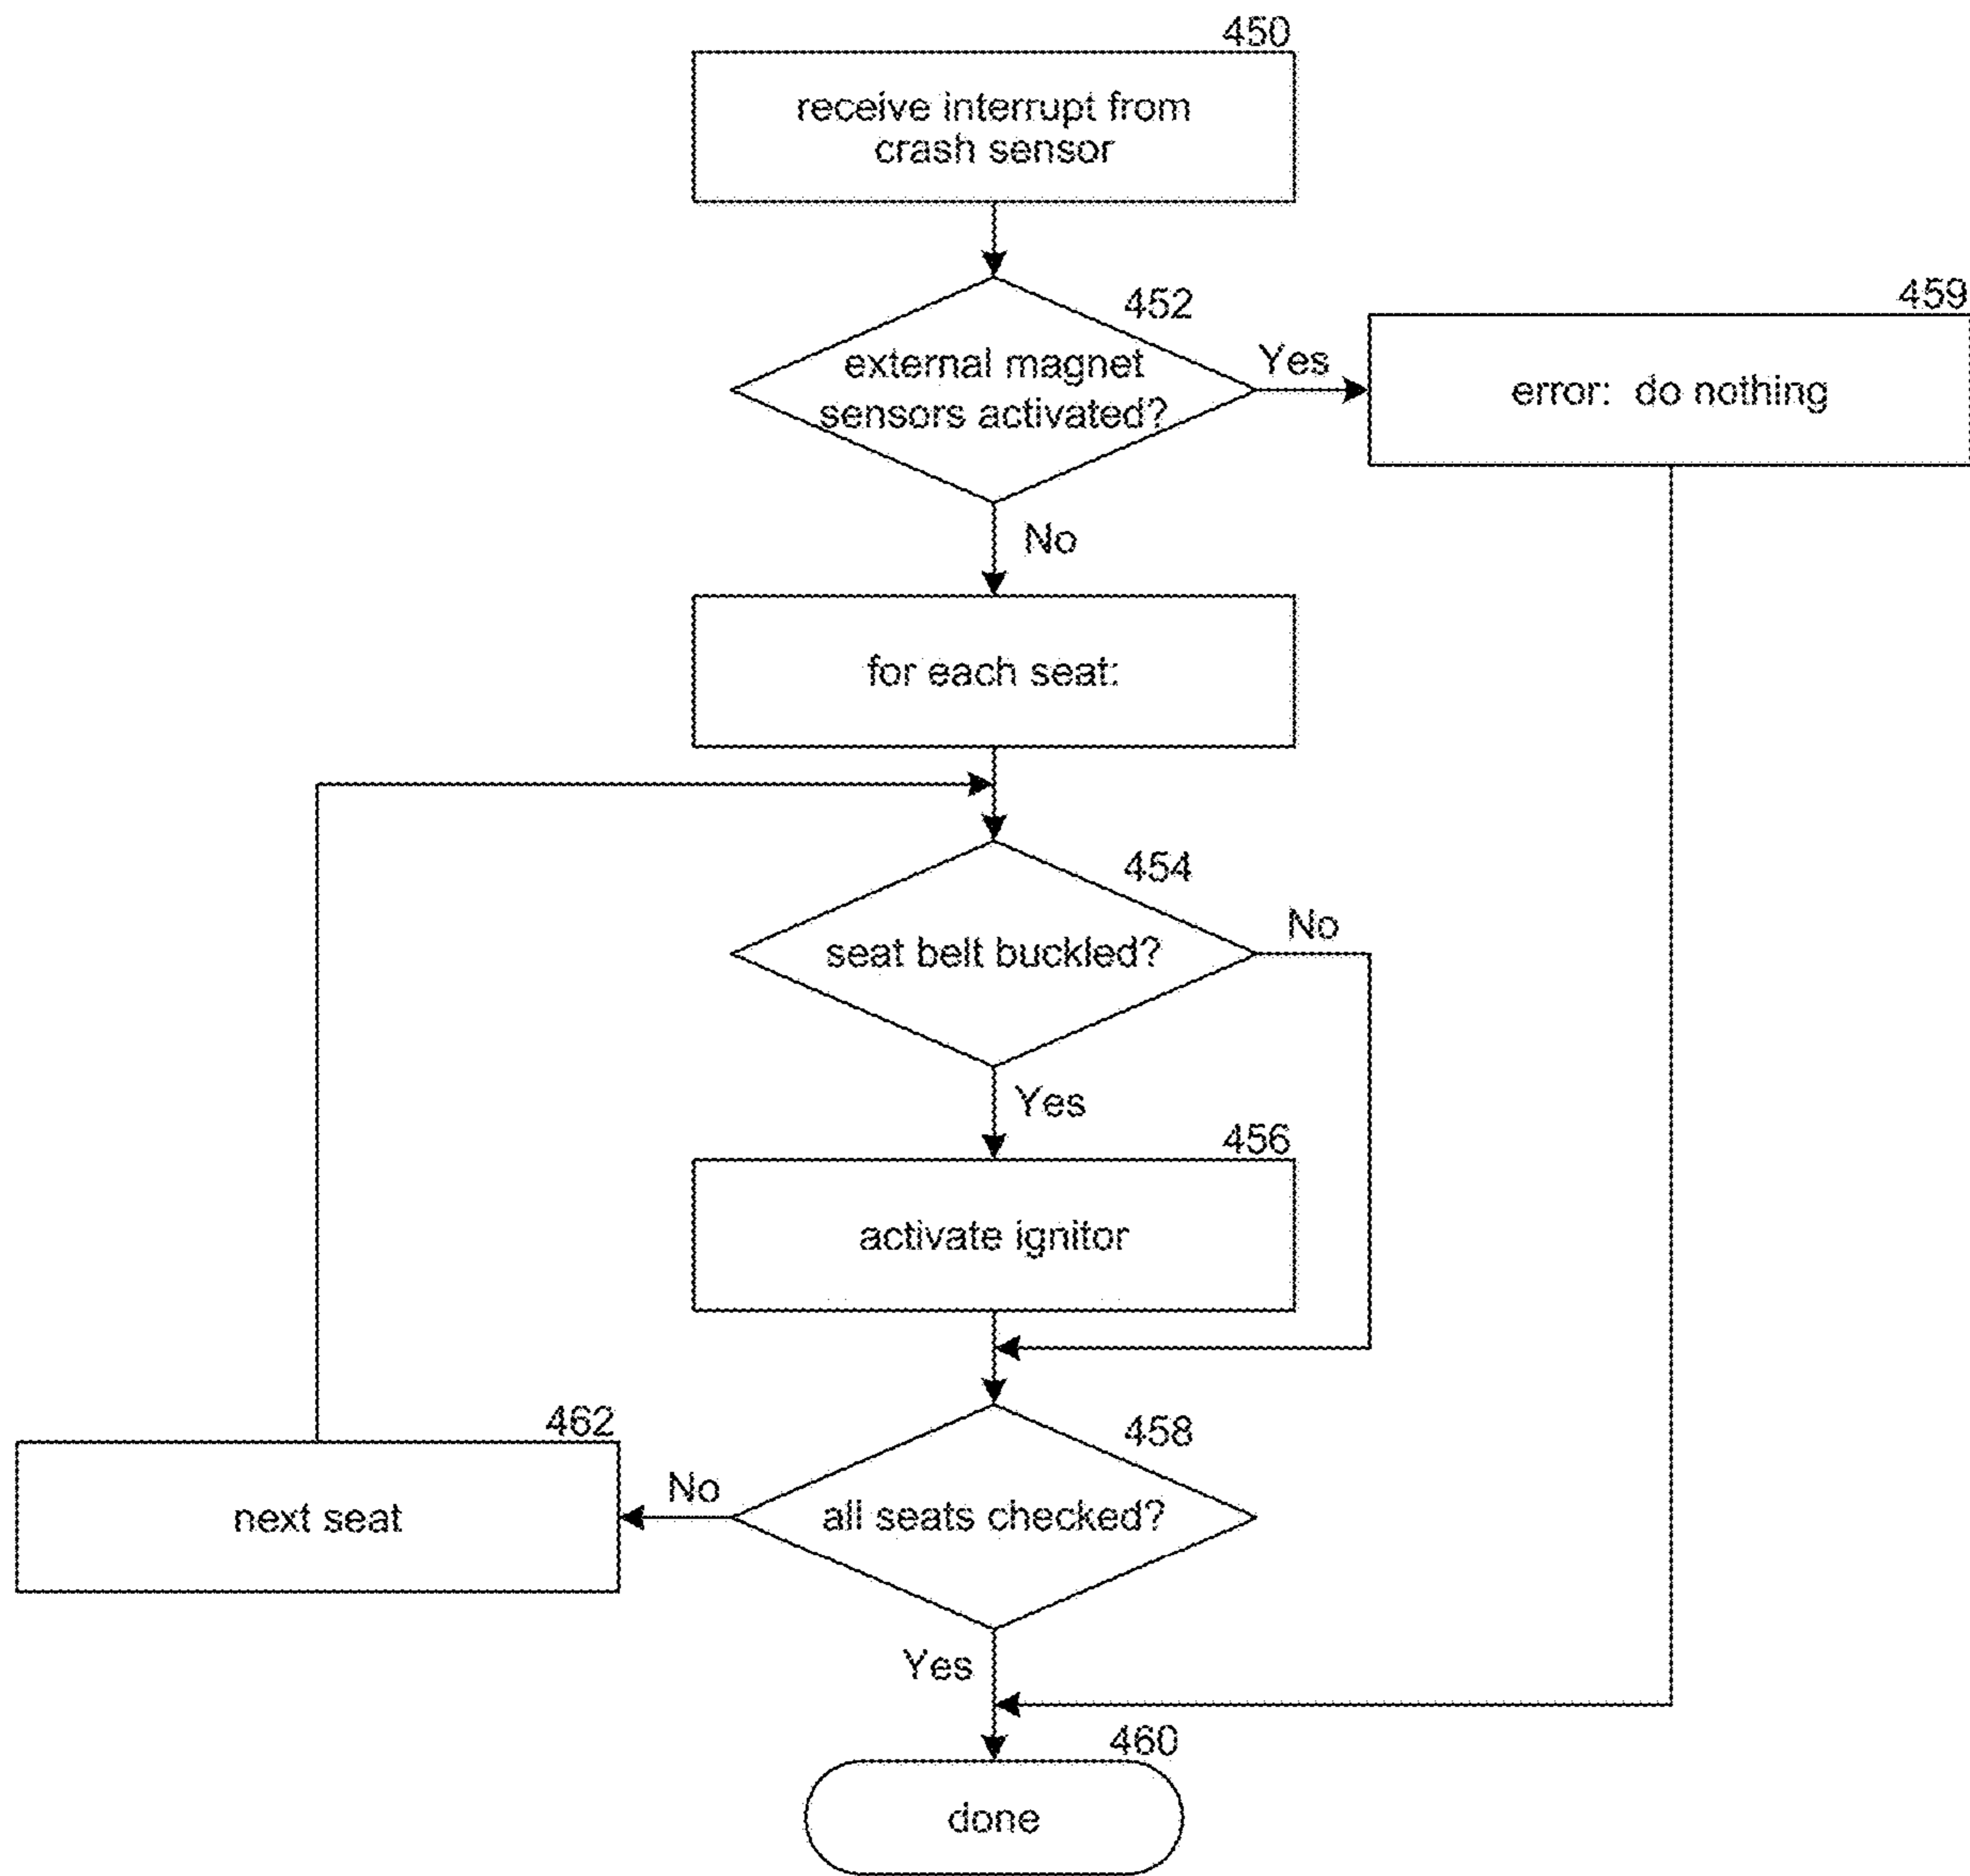 450
receive interrupt from
crash sensor
452
external magnet
sensors activated?
Yes
459
error: do nothing
No
for each seat:
454
seat belt buckled?
No
Yes
456
activate ignitor
462
next seat
No
458
all seats checked?
Yes
460
done